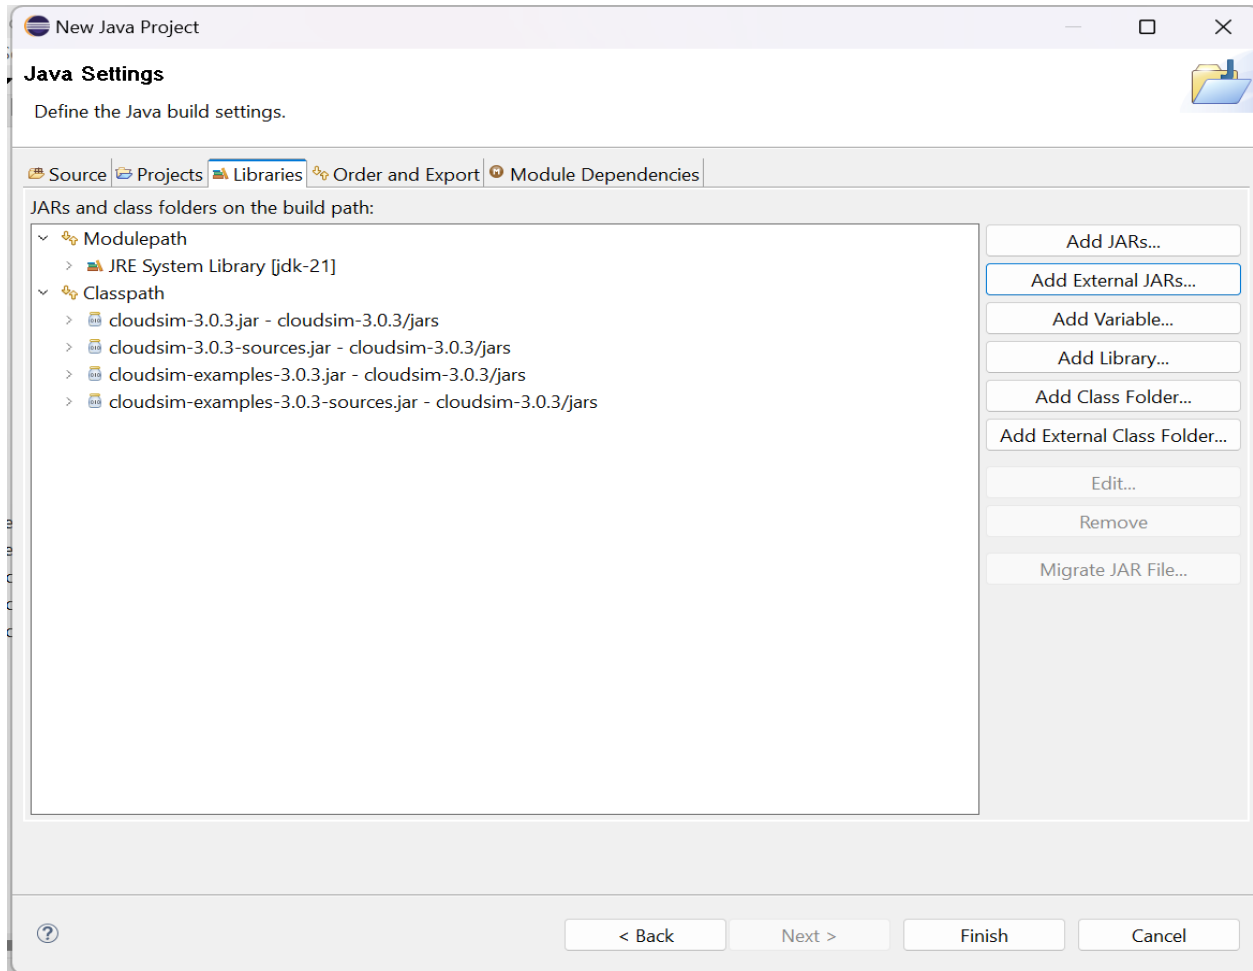 New Java Project
Java Settings
Define the Java build settings.
Source Projects Libraries Order and Export Module Dependencies
JARs and class folders on the build path:
Modulepath
JRE System Library [jdk-21]
Classpath
cloudsim-3.0.3.jar - cloudsim-3.0.3/jars
cloudsim-3.0.3-sources.jar - cloudsim-3.0.3/jars
cloudsim-examples-3.0.3.jar - cloudsim-3.0.3/jars
cloudsim-examples-3.0.3-sources.jar - cloudsim-3.0.3/jars
Add JARs...
Add External JARs...
Add Variable...
Add Library...
Add Class Folder...
Add External Class Folder...
Edit...
Remove
Migrate JAR File...
< Back Next > Finish Cancel